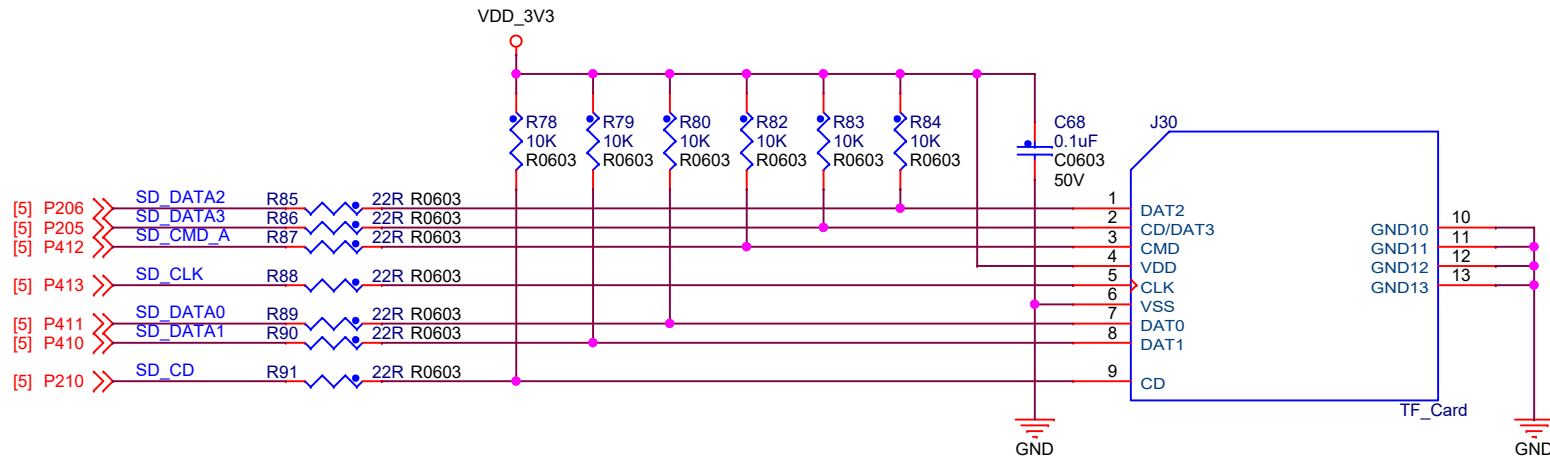 VDD_3V3
R78
10K
R0603
R79
10K
R0603
R80
10K
R0603
R82
10K
R0603
R83
10K
R0603
R84
10K
R0603
C68
0.1uF
C0603
50V
J30
[5] P206 SD_DATA2 R85 22R R0603 1 DAT2
[5] P205 SD_DATA3 R86 22R R0603 2 CD/DAT3
[5] P412 SD_CMD_A R87 22R R0603 3 CMD
4 VDD
[5] P413 SD_CLK R88 22R R0603 5 CLK
6 VSS
[5] P411 SD_DATA0 R89 22R R0603 7 DAT0
[5] P410 SD_DATA1 R90 22R R0603 8 DAT1
[5] P210 SD_CD R91 22R R0603 9 CD
GND10 10
GND11 11
GND12 12
GND13 13
TF_Card
GND
GND